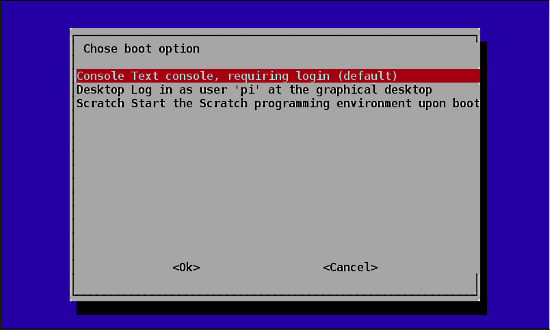 Chose boot option
Console Text console, requiring login (default)
Desktop Log in as user 'pi' at the graphical desktop
Scratch Start the Scratch programming environment upon boot
<Ok> <Cancel>